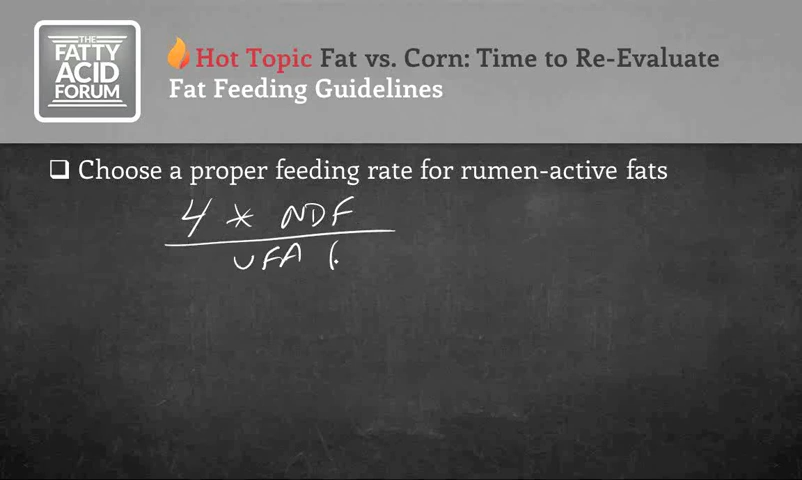 THE
FATTY
ACID
FORUM
Hot Topic Fat vs. Corn: Time to Re-Evaluate
Fat Feeding Guidelines
❑ Choose a proper feeding rate for rumen-active fats
4 * NDF
UFA (